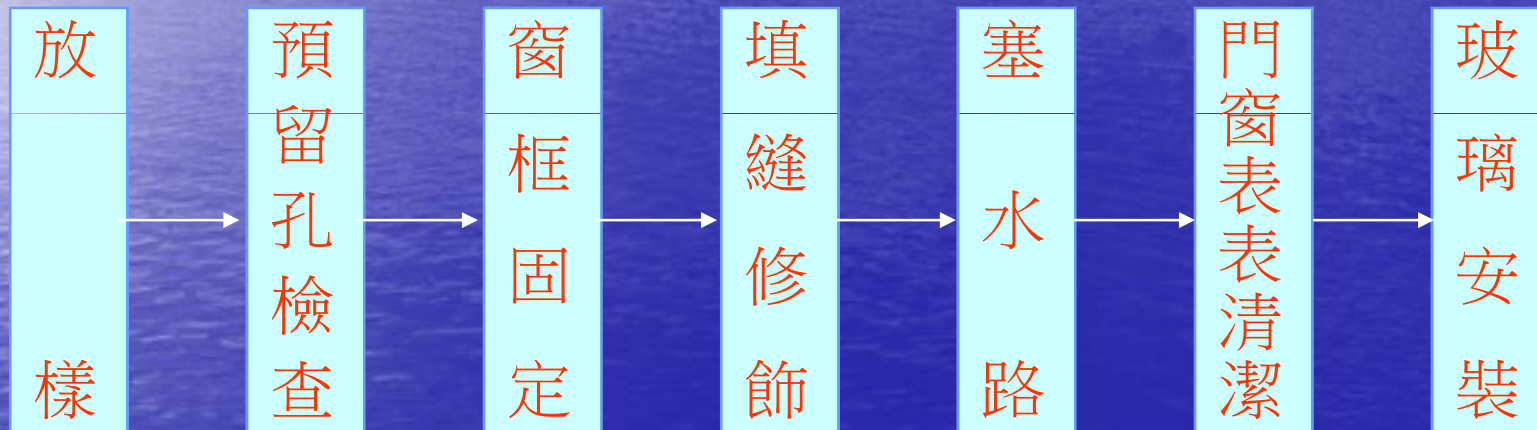 放樣
預留孔檢查
窗框固定
填縫修飾
塞水路
門窗表表清潔
玻璃安裝